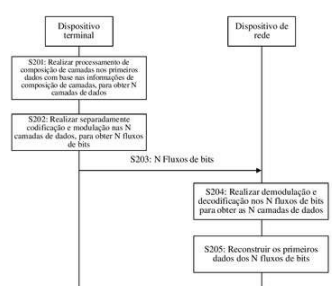 Dispositivo
terminal
Dispositivo de
rede
S201: Realizar processamento de
composição de camadas nos primeiros
dados com base nas informações de
composição de camadas, para obter N
camadas de dados
S202: Realizar separadamente
codificação e modulação nas N
camadas de dados, para obter N fluxos
de bits
S203: N Fluxos de bits
S204: Realizar demodulação e
decodificação nos N fluxos de bits
para obter as N camadas de dados
S205: Reconstruir os primeiros
dados dos N fluxos de bits